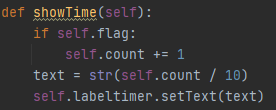 def showTime(self):
    if self.flag:
        self.count += 1
    text = str(self.count / 10)
    self.labeltimer.setText(text)